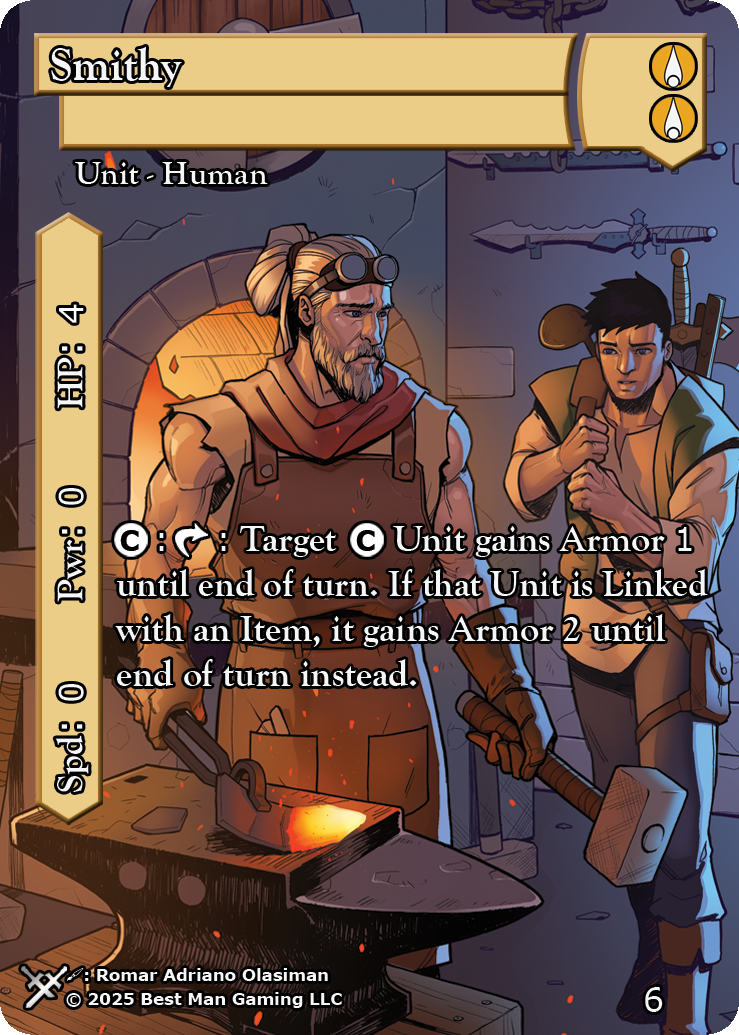 Smithy
Unit - Human
HP: 4
Pwr: 0
Spd: 0
©:↷: Target © Unit gains Armor 1
until end of turn. If that Unit is Linked
with an Item, it gains Armor 2 until
end of turn instead.
: Romar Adriano Olasiman
© 2025 Best Man Gaming LLC
6